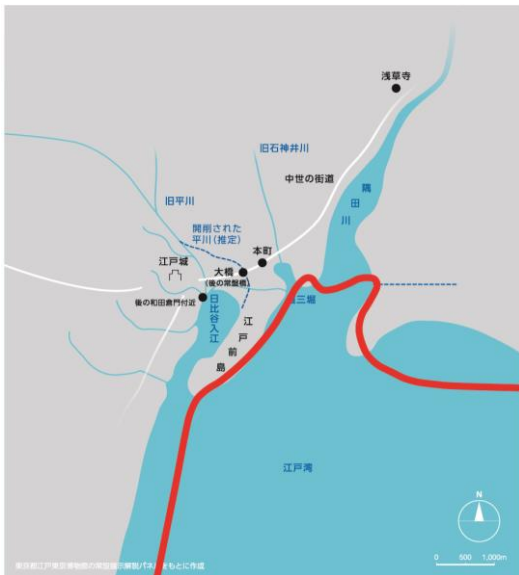 浅草寺
旧石神井川
中世の街道
隅田川
旧平川
開削された
平川(推定)
本町
江戸城
大橋
(後の常盤橋)
後の和田倉門付近
日比谷入江
江戸前島
三堀
江戸湾
N
0 500 1,000m
東京都江戸東京博物館の常設展示解説パネルをもとに作成